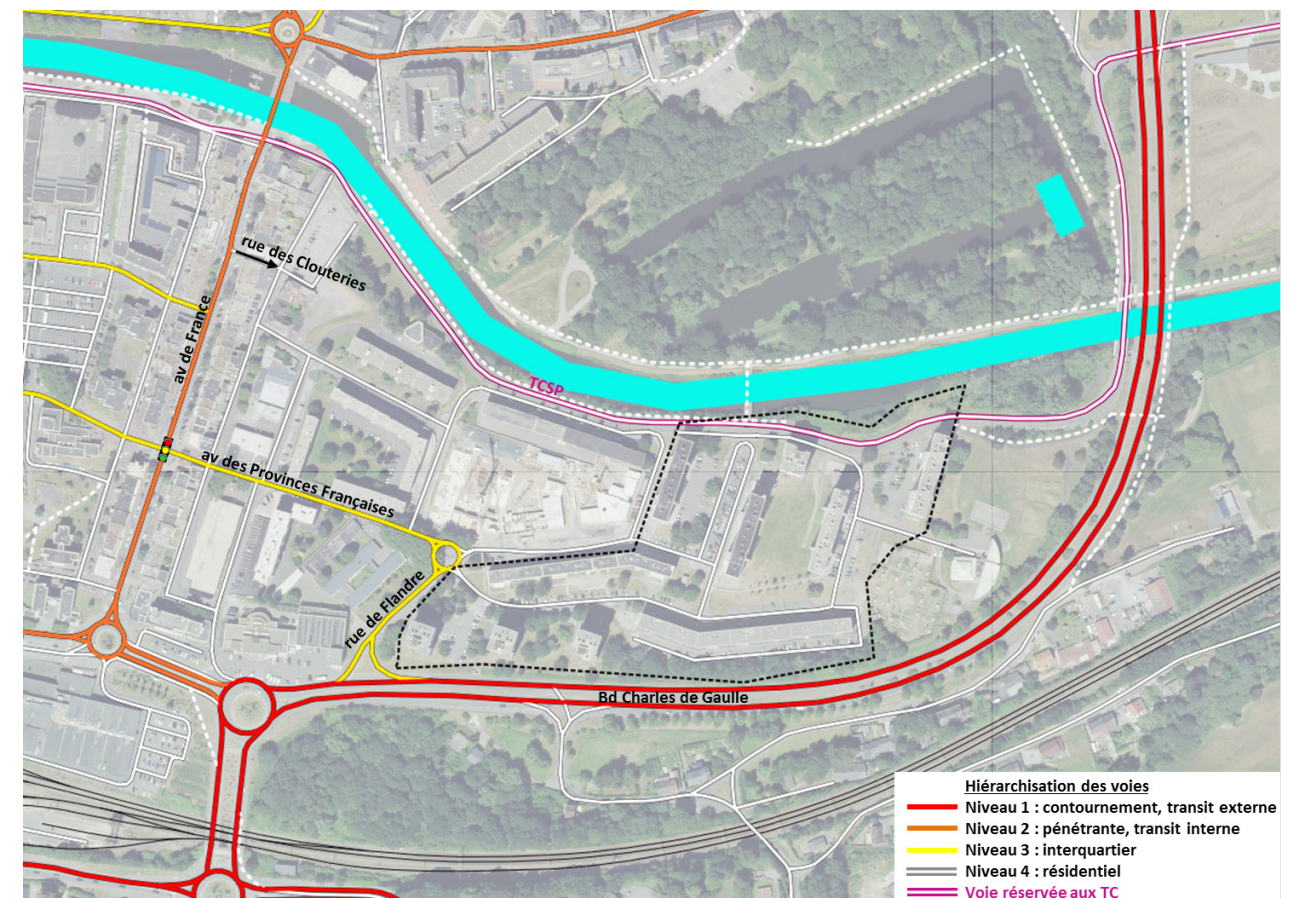 rue des Clouteries
av de France
TCSP
av des Provinces Françaises
rue de Flandre
Bd Charles de Gaulle
Hiérarchisation des voies
Niveau 1 : contournement, transit externe
Niveau 2 : pénétrante, transit interne
Niveau 3 : interquartier
Niveau 4 : résidentiel
Voie réservée aux TC